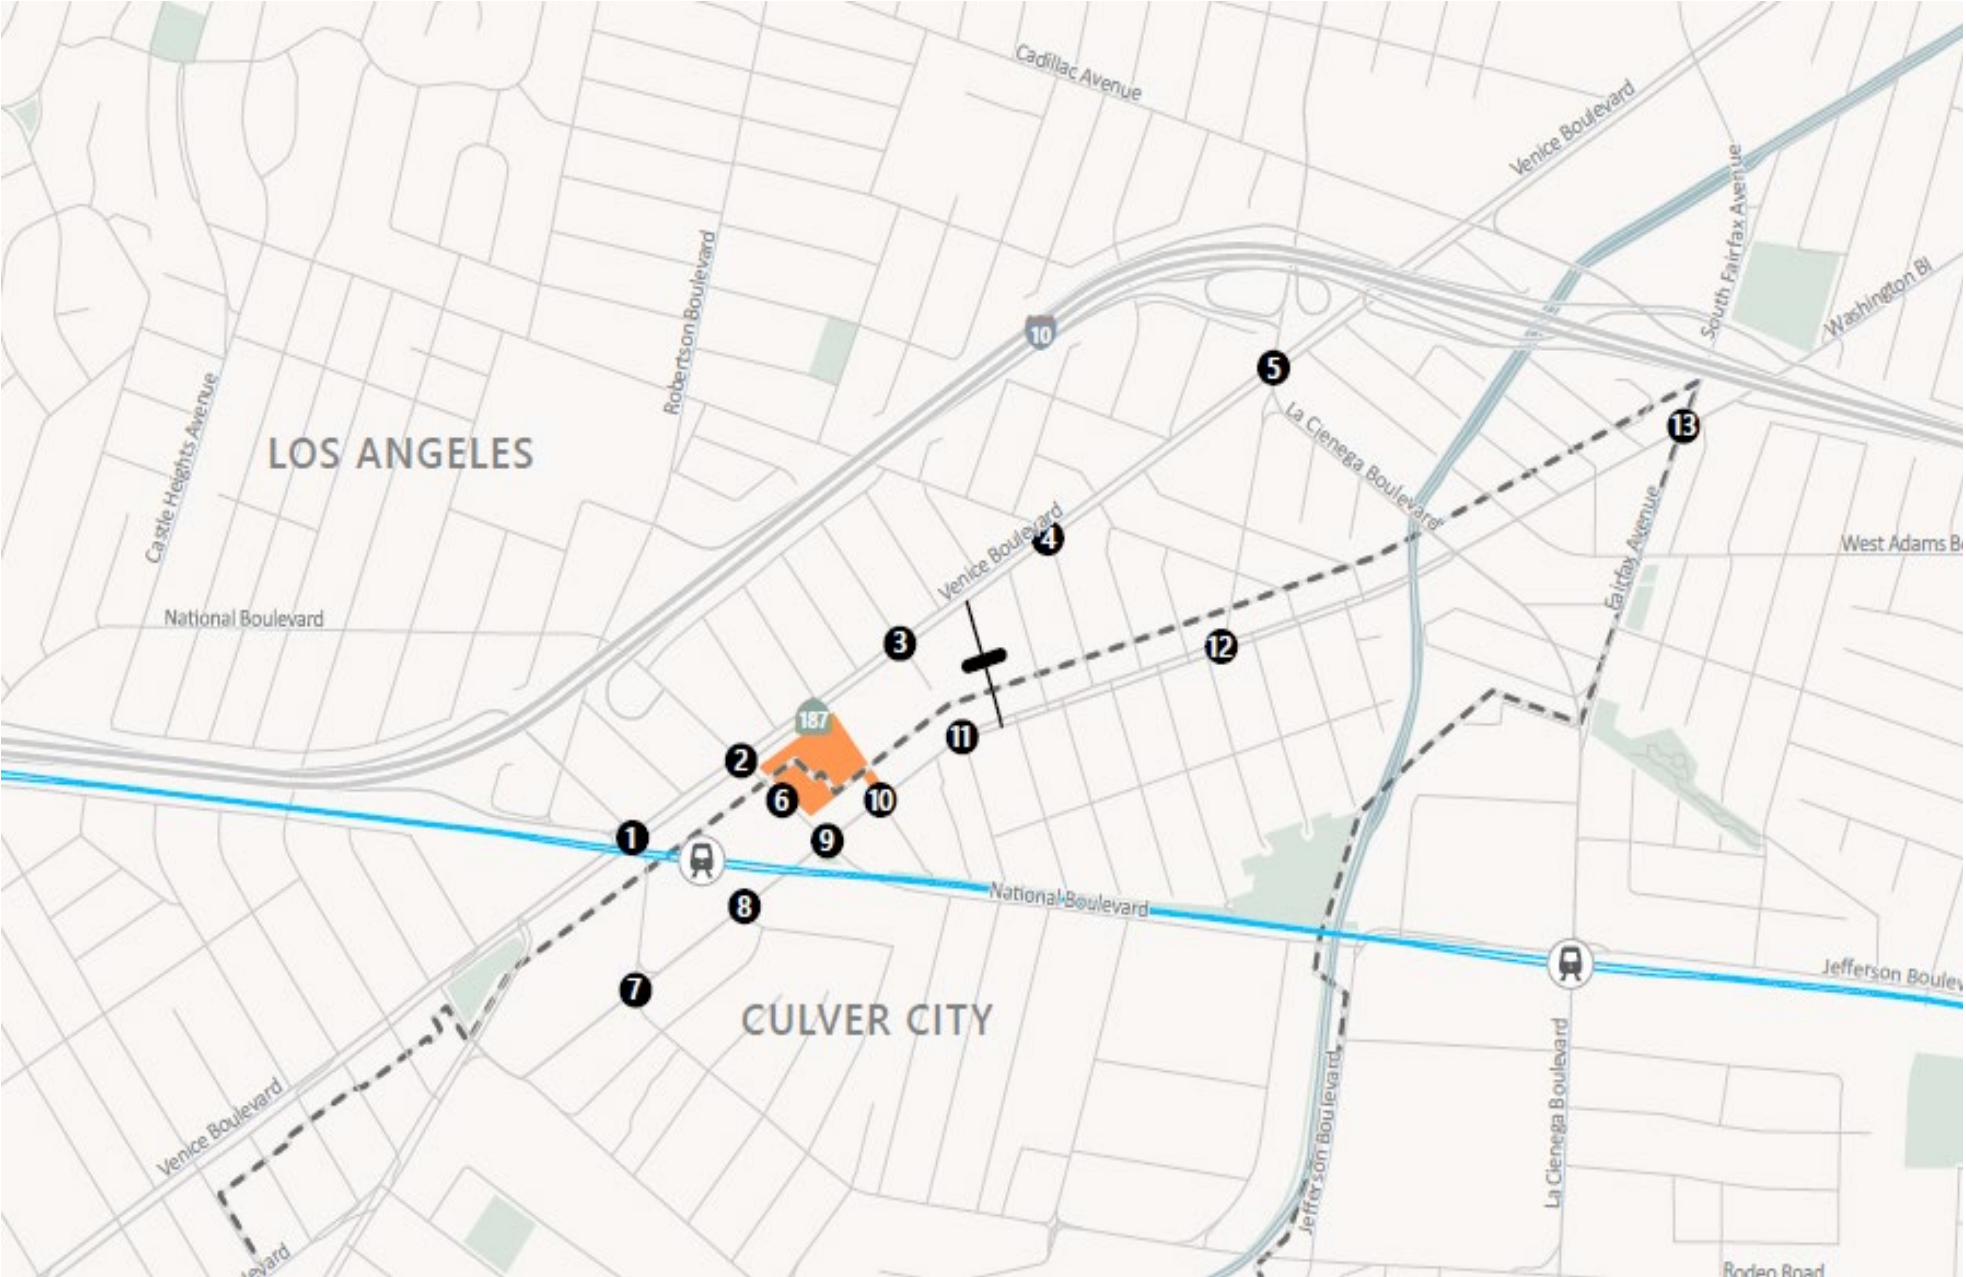 Cadillac Avenue
Venice Boulevard
South Fairfax Avenue
Washington Bl
Robertson Boulevard
10
5
La Cienega Boulevard
13
Castle Heights Avenue
LOS ANGELES
Venice Boulevard
4
Fairfax Avenue
West Adams B
National Boulevard
3
12
187
11
2
6
10
1
9
National Boulevard
8
7
Jefferson Boulev
CULVER CITY
Venice Boulevard
Jefferson Boulevard
La Cienega Boulevard
levard
Rodeo Road